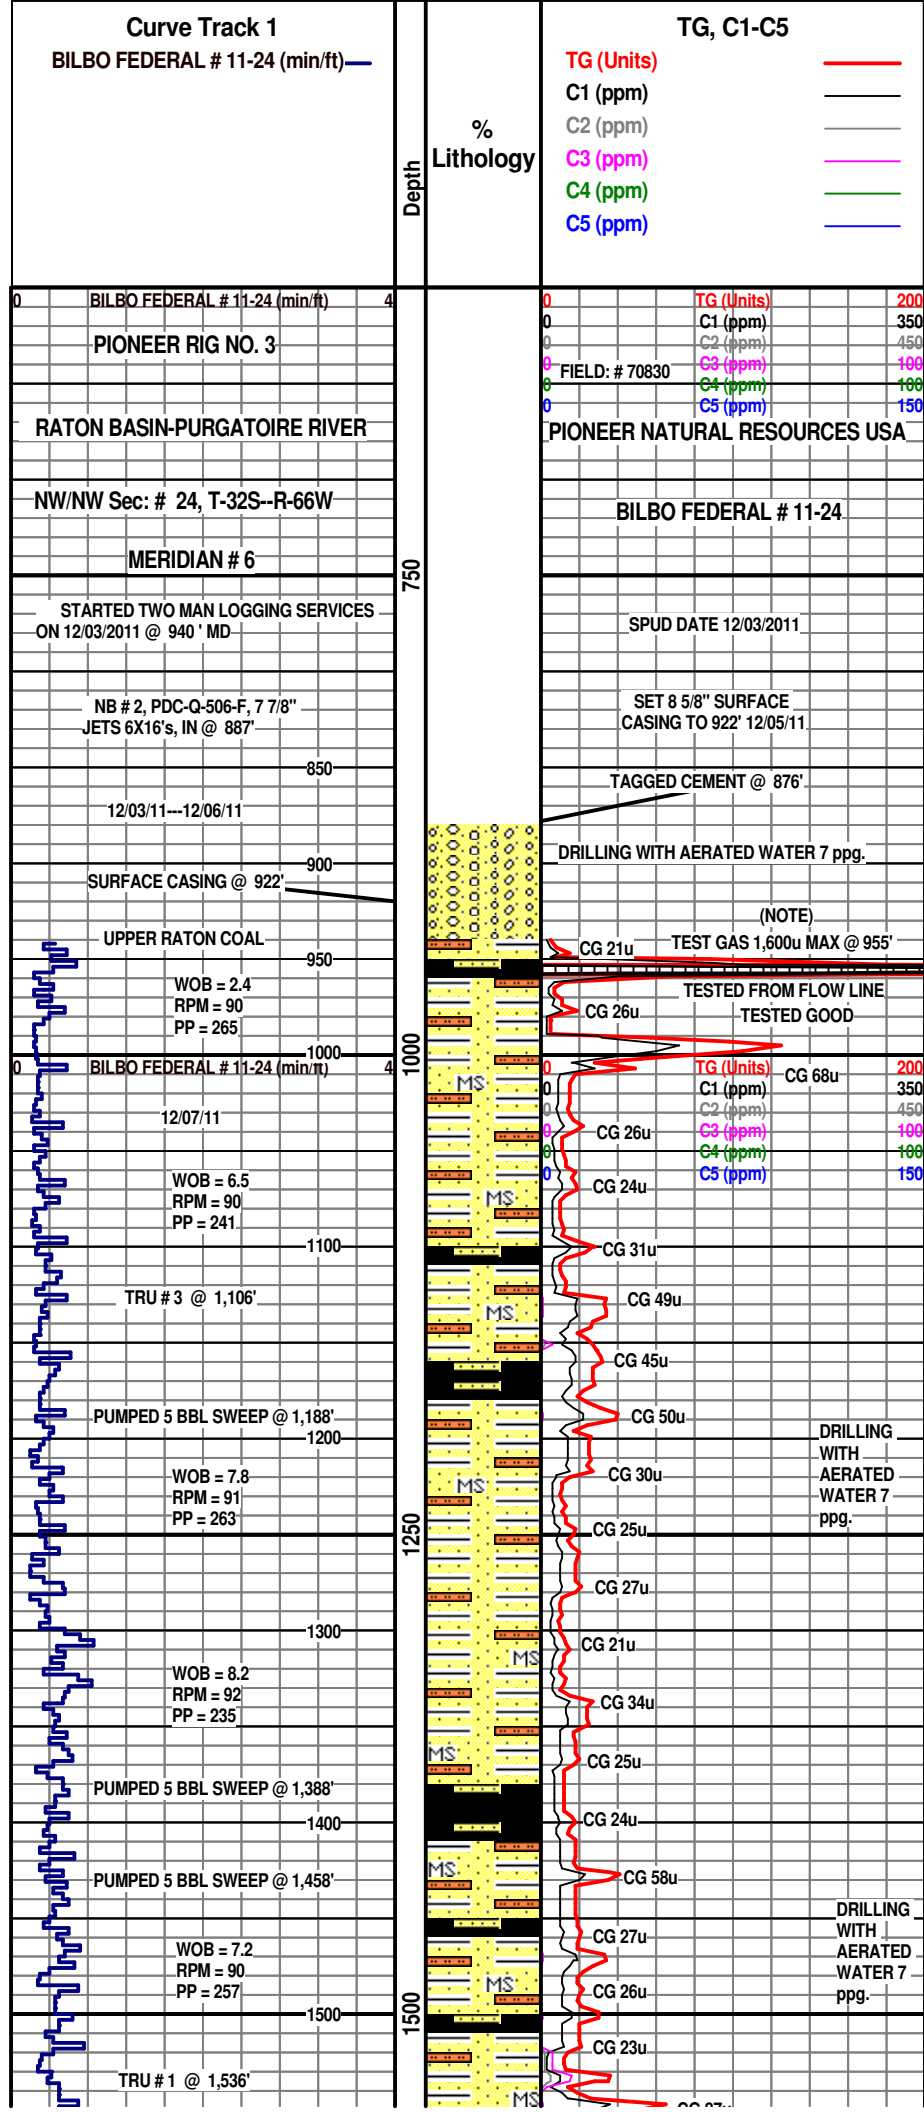 Curve Track 1
BILBO FEDERAL # 11-24 (min/ft)
Depth
%
Lithology
TG, C1-C5
TG (Units)
C1 (ppm)
C2 (ppm)
C3 (ppm)
C4 (ppm)
C5 (ppm)
0 BILBO FEDERAL # 11-24 (min/ft) 4
0 TG (Units) 200
0 C1 (ppm) 350
0 C2 (ppm) 450
0 C3 (ppm) 100
0 C4 (ppm) 100
0 C5 (ppm) 150
PIONEER RIG NO. 3
FIELD: # 70830
RATON BASIN-PURGATOIRE RIVER
PIONEER NATURAL RESOURCES USA
NW/NW Sec: # 24, T-32S--R-66W
BILBO FEDERAL # 11-24
MERIDIAN # 6
750
STARTED TWO MAN LOGGING SERVICES
ON 12/03/2011 @ 940 ' MD
SPUD DATE 12/03/2011
NB # 2, PDC-Q-506-F, 7 7/8"
JETS 6X16's, IN @ 887'
SET 8 5/8" SURFACE
CASING TO 922' 12/05/11
850
TAGGED CEMENT @ 876'
12/03/11---12/06/11
DRILLING WITH AERATED WATER 7 ppg.
900
SURFACE CASING @ 922'
(NOTE)
UPPER RATON COAL
CG 21u
TEST GAS 1,600u MAX @ 955'
950
WOB = 2.4
RPM = 90
PP = 265
TESTED FROM FLOW LINE
TESTED GOOD
CG 26u
1000
1000
0 BILBO FEDERAL # 11-24 (min/ft) 4
0 TG (Units) 200
CG 68u
0 C1 (ppm) 350
0 C2 (ppm) 450
0 C3 (ppm) 100
0 C4 (ppm) 100
0 C5 (ppm) 150
MS
12/07/11
CG 26u
WOB = 6.5
RPM = 90
PP = 241
CG 24u
MS
1100
CG 31u
TRU # 3 @ 1,106'
CG 49u
MS
CG 45u
PUMPED 5 BBL SWEEP @ 1,188'
CG 50u
1200
DRILLING
WITH
AERATED
WATER 7
ppg.
WOB = 7.8
RPM = 91
PP = 263
CG 30u
MS
1250
CG 25u
CG 27u
1300
CG 21u
MS
WOB = 8.2
RPM = 92
PP = 235
CG 34u
MS
CG 25u
PUMPED 5 BBL SWEEP @ 1,388'
1400
CG 24u
PUMPED 5 BBL SWEEP @ 1,458'
MS
CG 58u
DRILLING
WITH
AERATED
WATER 7
ppg.
CG 27u
WOB = 7.2
RPM = 90
PP = 257
MS
CG 26u
1500
1500
CG 23u
TRU # 1 @ 1,536'
MS